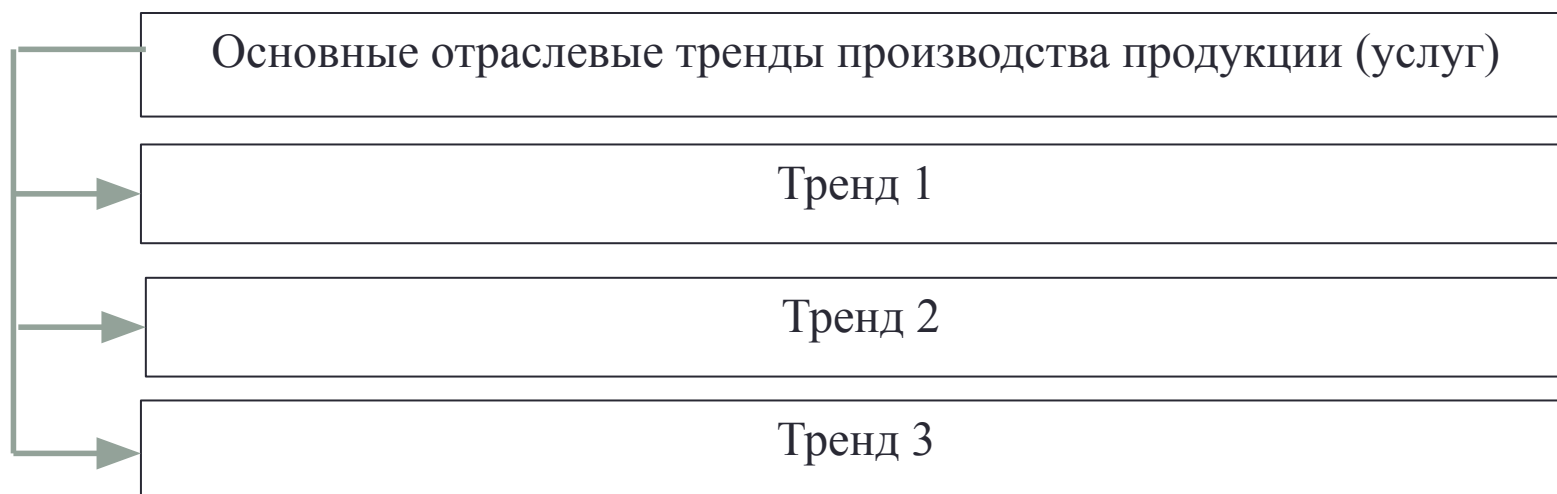 Основные отраслевые тренды производства продукции (услуг)
Тренд 1
Тренд 2
Тренд 3